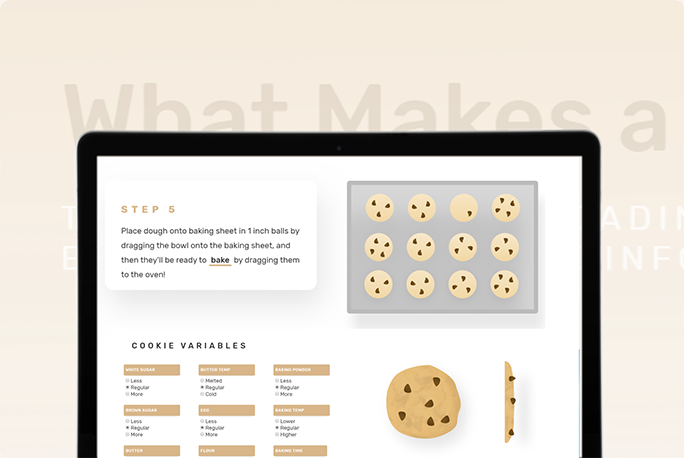 What Makes a
STEP 5
Place dough onto baking sheet in 1 inch balls by
dragging the bowl onto the baking sheet, and
then they'll be ready to bake by dragging them
to the oven!
COOKIE VARIABLES
WHITE SUGAR
Less
Regular
More
BUTTER TEMP
Melted
Regular
Cold
BAKING POWDER
Less
Regular
More
BROWN SUGAR
Less
Regular
More
EGG
Less
Regular
More
BAKING TEMP
Lower
Regular
Higher
BUTTER
FLOUR
BAKING TIME